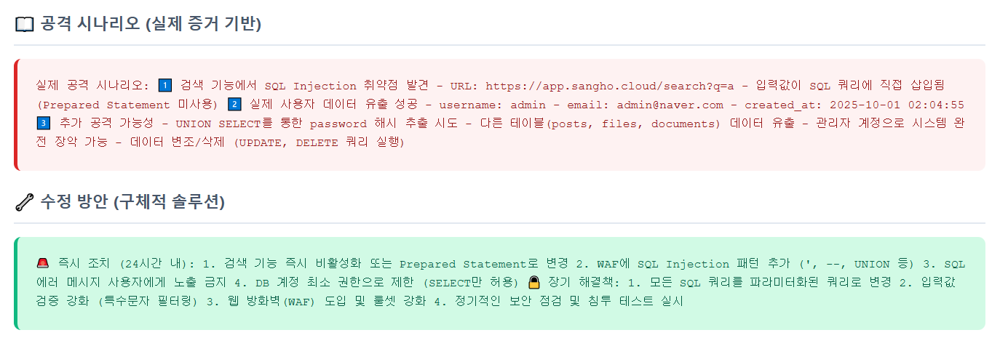 📖 공격 시나리오 (실제 증거 기반)
실제 공격 시나리오: 1️⃣ 검색 기능에서 SQL Injection 취약점 발견 - URL: https://app.sangho.cloud/search?q=a - 입력값이 SQL 쿼리에 직접 삽입됨
(Prepared Statement 미사용) 2️⃣ 실제 사용자 데이터 유출 성공 - username: admin - email: admin@naver.com - created_at: 2025-10-01 02:04:55
3️⃣ 추가 공격 가능성 - UNION SELECT를 통한 password 해시 추출 시도 - 다른 테이블(posts, files, documents) 데이터 유출 - 관리자 계정으로 시스템 완
전 장악 가능 - 데이터 변조/삭제 (UPDATE, DELETE 쿼리 실행)
🔧 수정 방안 (구체적 솔루션)
🚨 즉시 조치 (24시간 내): 1. 검색 기능 즉시 비활성화 또는 Prepared Statement로 변경 2. WAF에 SQL Injection 패턴 추가 (', --, UNION 등) 3. SQL
에러 메시지 사용자에게 노출 금지 4. DB 계정 최소 권한으로 제한 (SELECT만 허용) 🔒 장기 해결책: 1. 모든 SQL 쿼리를 파라미터화된 쿼리로 변경 2. 입력값
검증 강화 (특수문자 필터링) 3. 웹 방화벽(WAF) 도입 및 룰셋 강화 4. 정기적인 보안 점검 및 침투 테스트 실시